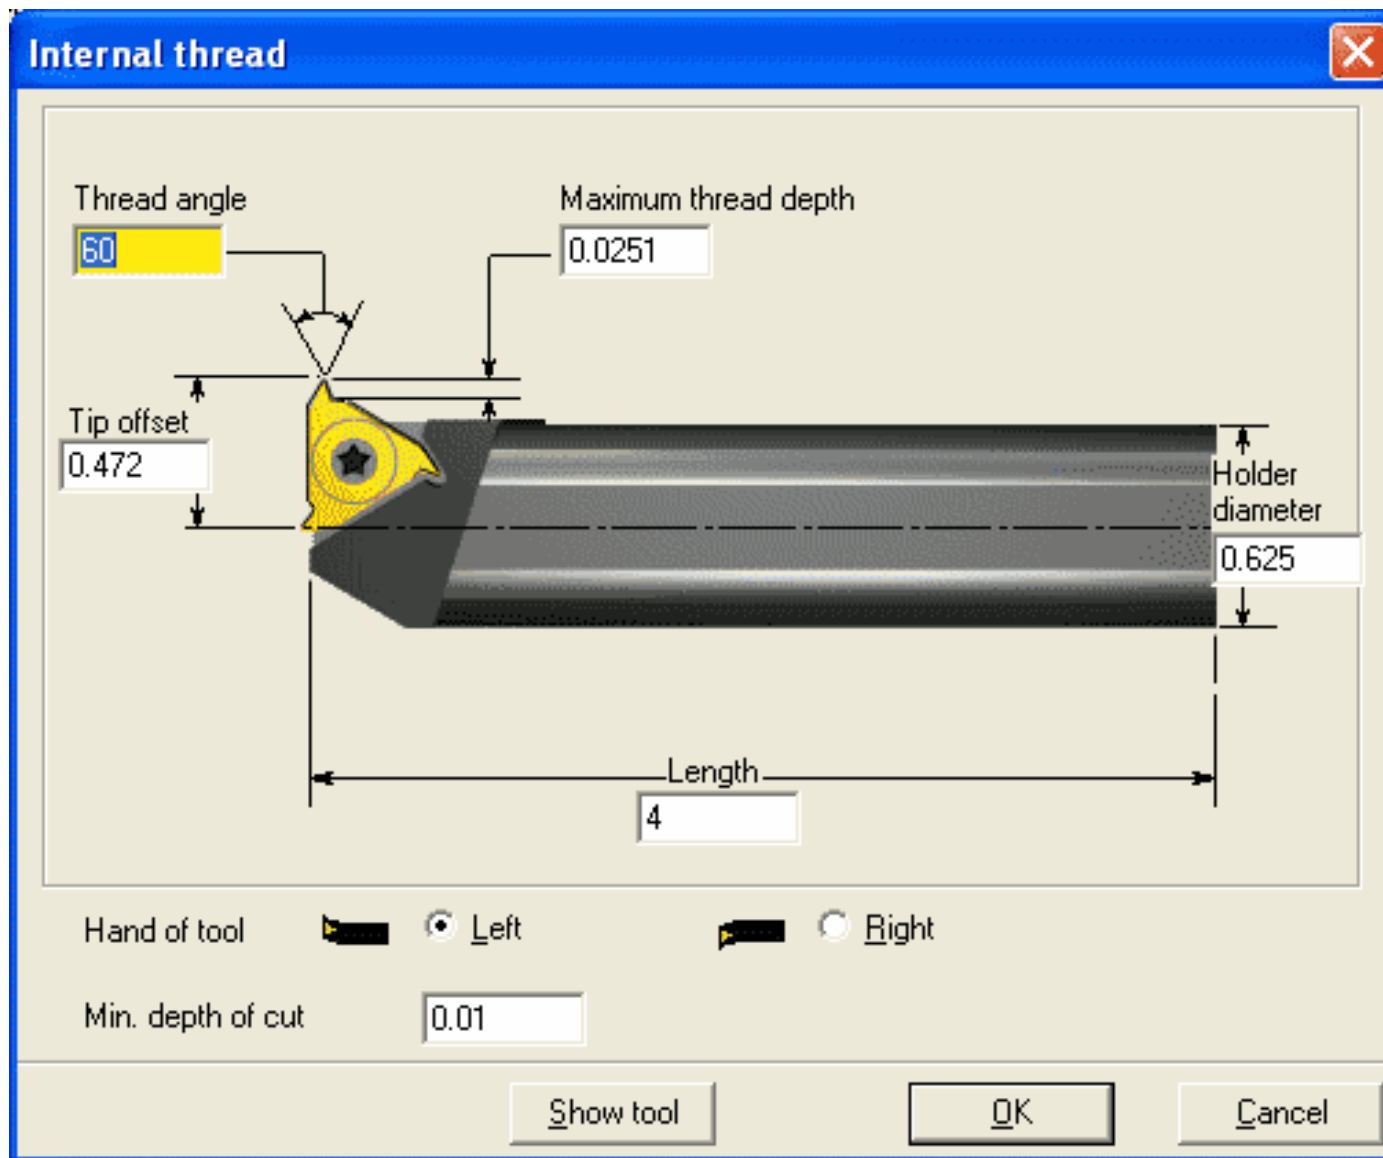 Internal thread
Thread angle
60
Maximum thread depth
0.0251
Tip offset
0.472
Holder
diameter
0.625
Length
4
Hand of tool
Left
Right
Min. depth of cut
0.01
Show tool
OK
Cancel